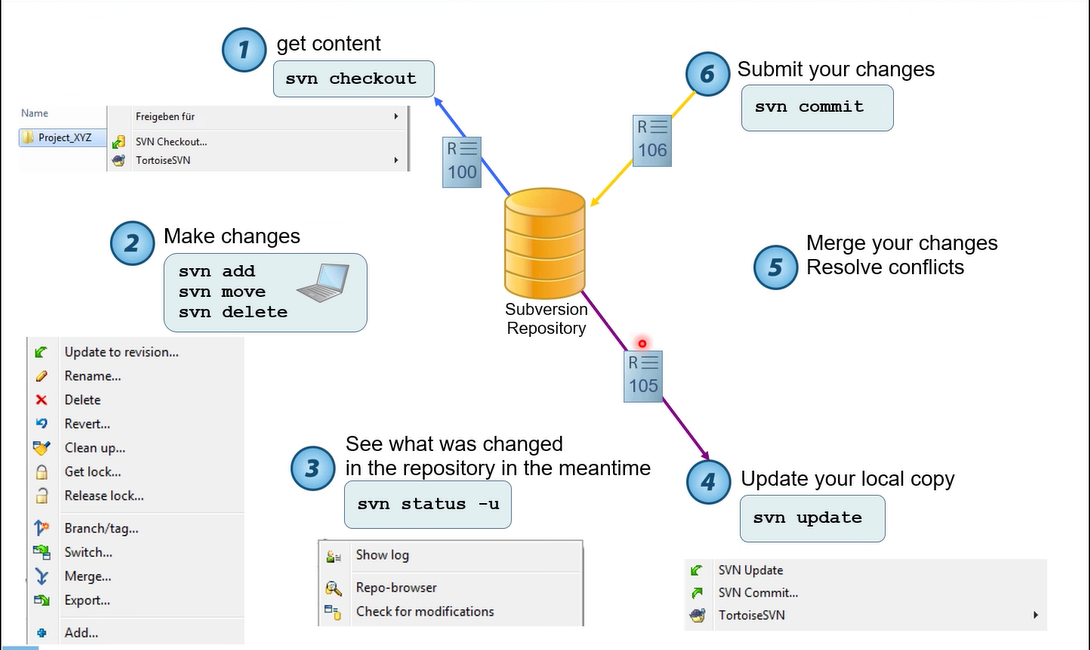 1
get content
svn checkout
Name
Project_XYZ
Freigeben für
SVN Checkout...
TortoiseSVN
R
100
6
Submit your changes
svn commit
R
106
2
Make changes
svn add
svn move
svn delete
Subversion
Repository
5
Merge your changes
Resolve conflicts
R
105
Update to revision...
Rename...
Delete
Revert...
Clean up...
Get lock...
Release lock...
Branch/tag...
Switch...
Merge...
Export...
Add...
3
See what was changed
in the repository in the meantime
svn status -u
Show log
Repo-browser
Check for modifications
4
Update your local copy
svn update
SVN Update
SVN Commit...
TortoiseSVN